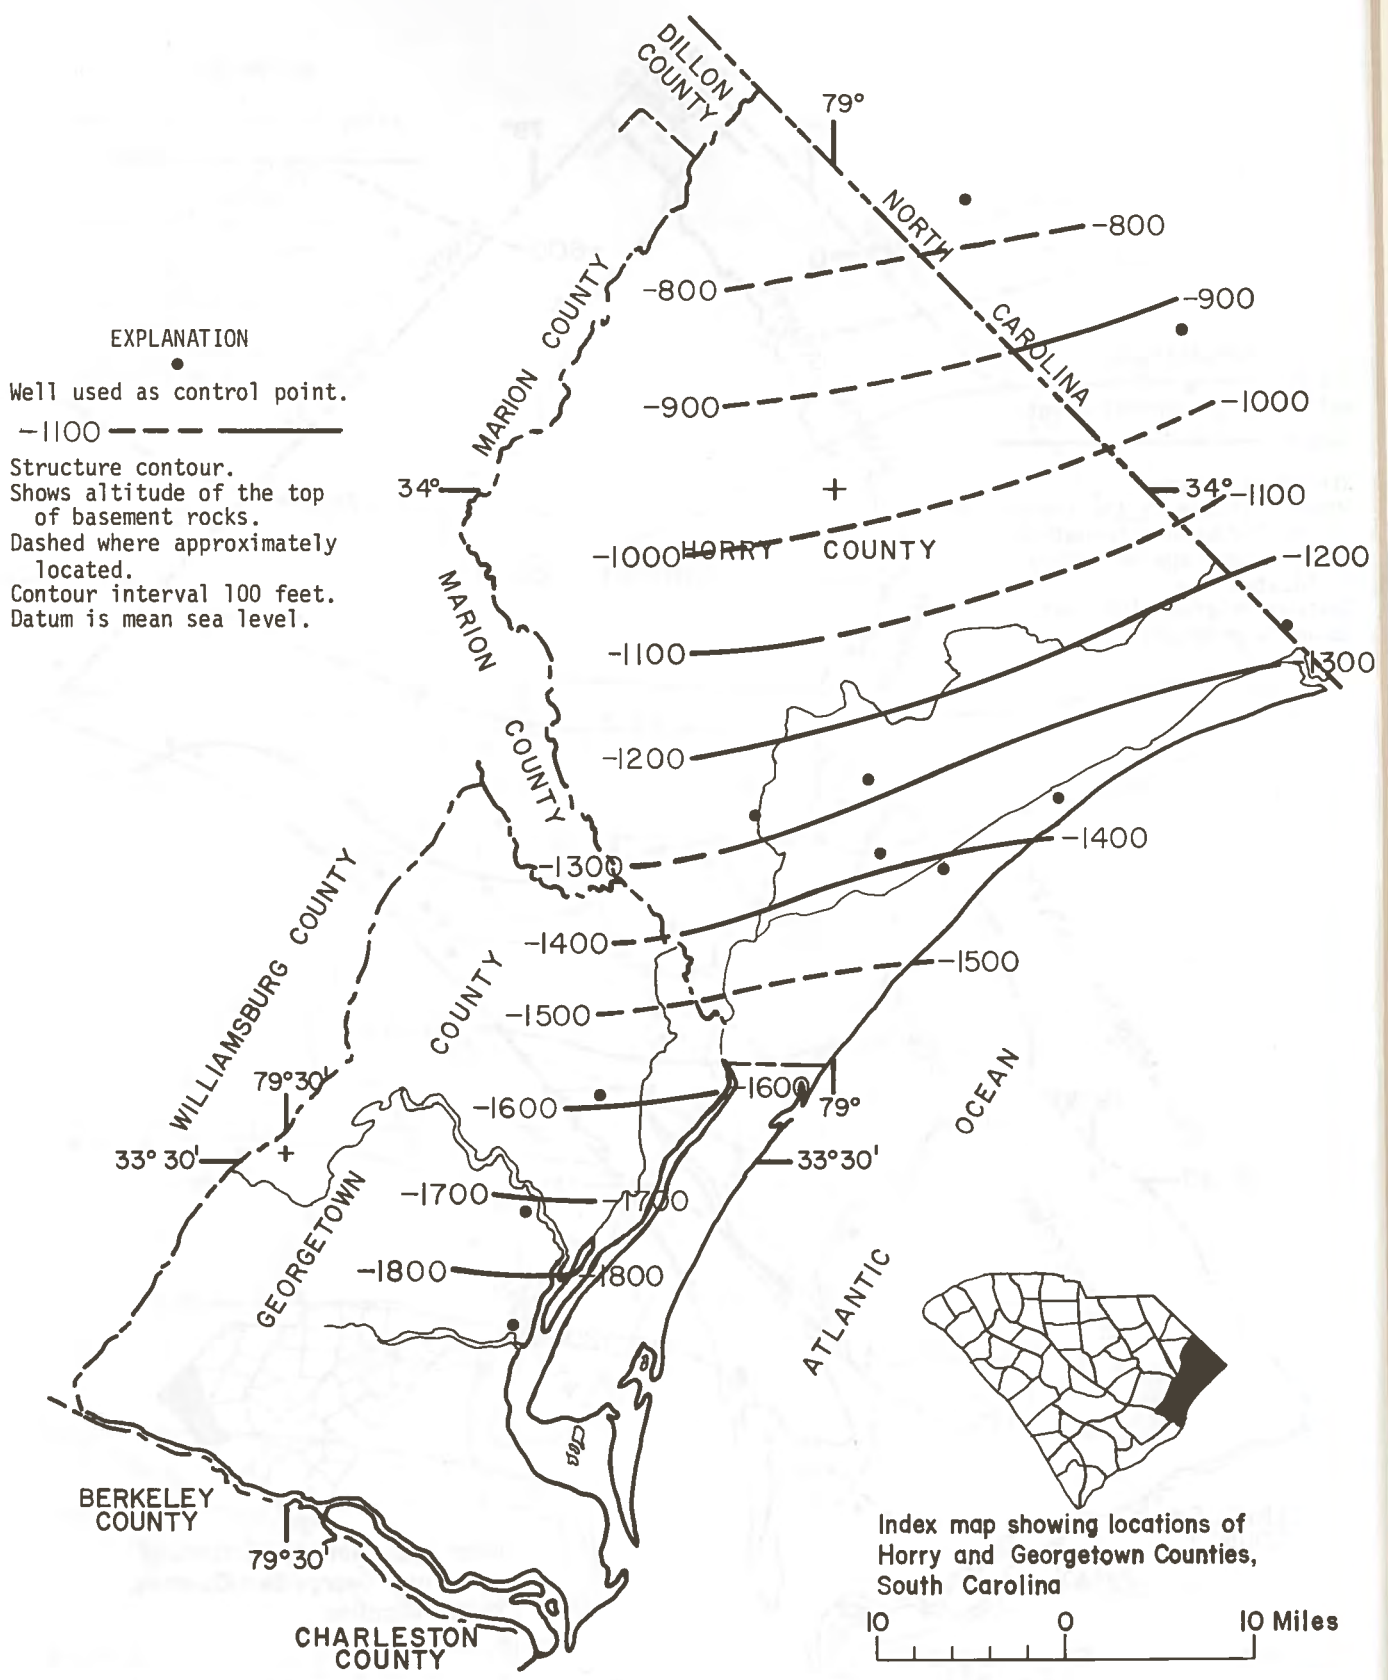 DILLON
COUNTY
79°
NORTH
CAROLINA
-800
-800
MARION COUNTY
-900
-900
EXPLANATION
Well used as control point.
-1100
Structure contour.
Shows altitude of the top
of basement rocks.
Dashed where approximately
located.
Contour interval 100 feet.
Datum is mean sea level.
-1000
34°
34°
-1100
-1000
HORRY COUNTY
-1200
MARION
COUNTY
-1100
-1300
-1200
-1300
-1400
WILLIAMSBURG COUNTY
-1400
-1500
COUNTY
-1500
79°30'
-1600
-1600
79°
OCEAN
33°30'
33°30'
-1700
-1700
GEORGETOWN
-1800
-1800
ATLANTIC
BERKELEY
COUNTY
79°30'
CHARLESTON
COUNTY
Index map showing locations of
Horry and Georgetown Counties,
South Carolina
10 0 10 Miles